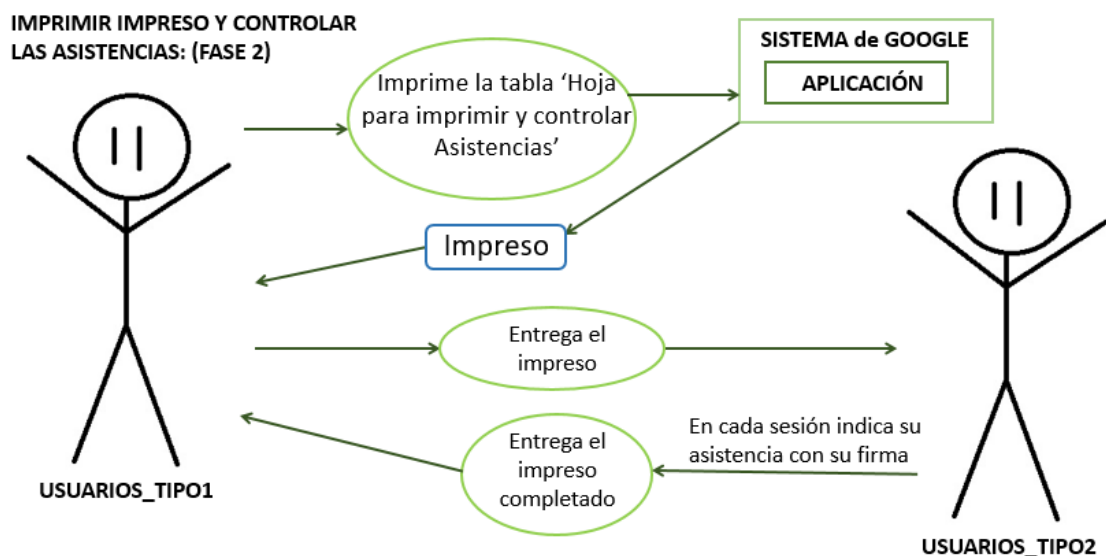 IMPRIMIR IMPRESO Y CONTROLAR
LAS ASISTENCIAS: (FASE 2)
Imprime la tabla ‘Hoja
para imprimir y controlar
Asistencias’
SISTEMA de GOOGLE
APLICACIÓN
Impreso
Entrega el
impreso
En cada sesión indica su
asistencia con su firma
Entrega el
impreso
completado
USUARIOS_TIPO1
USUARIOS_TIPO2